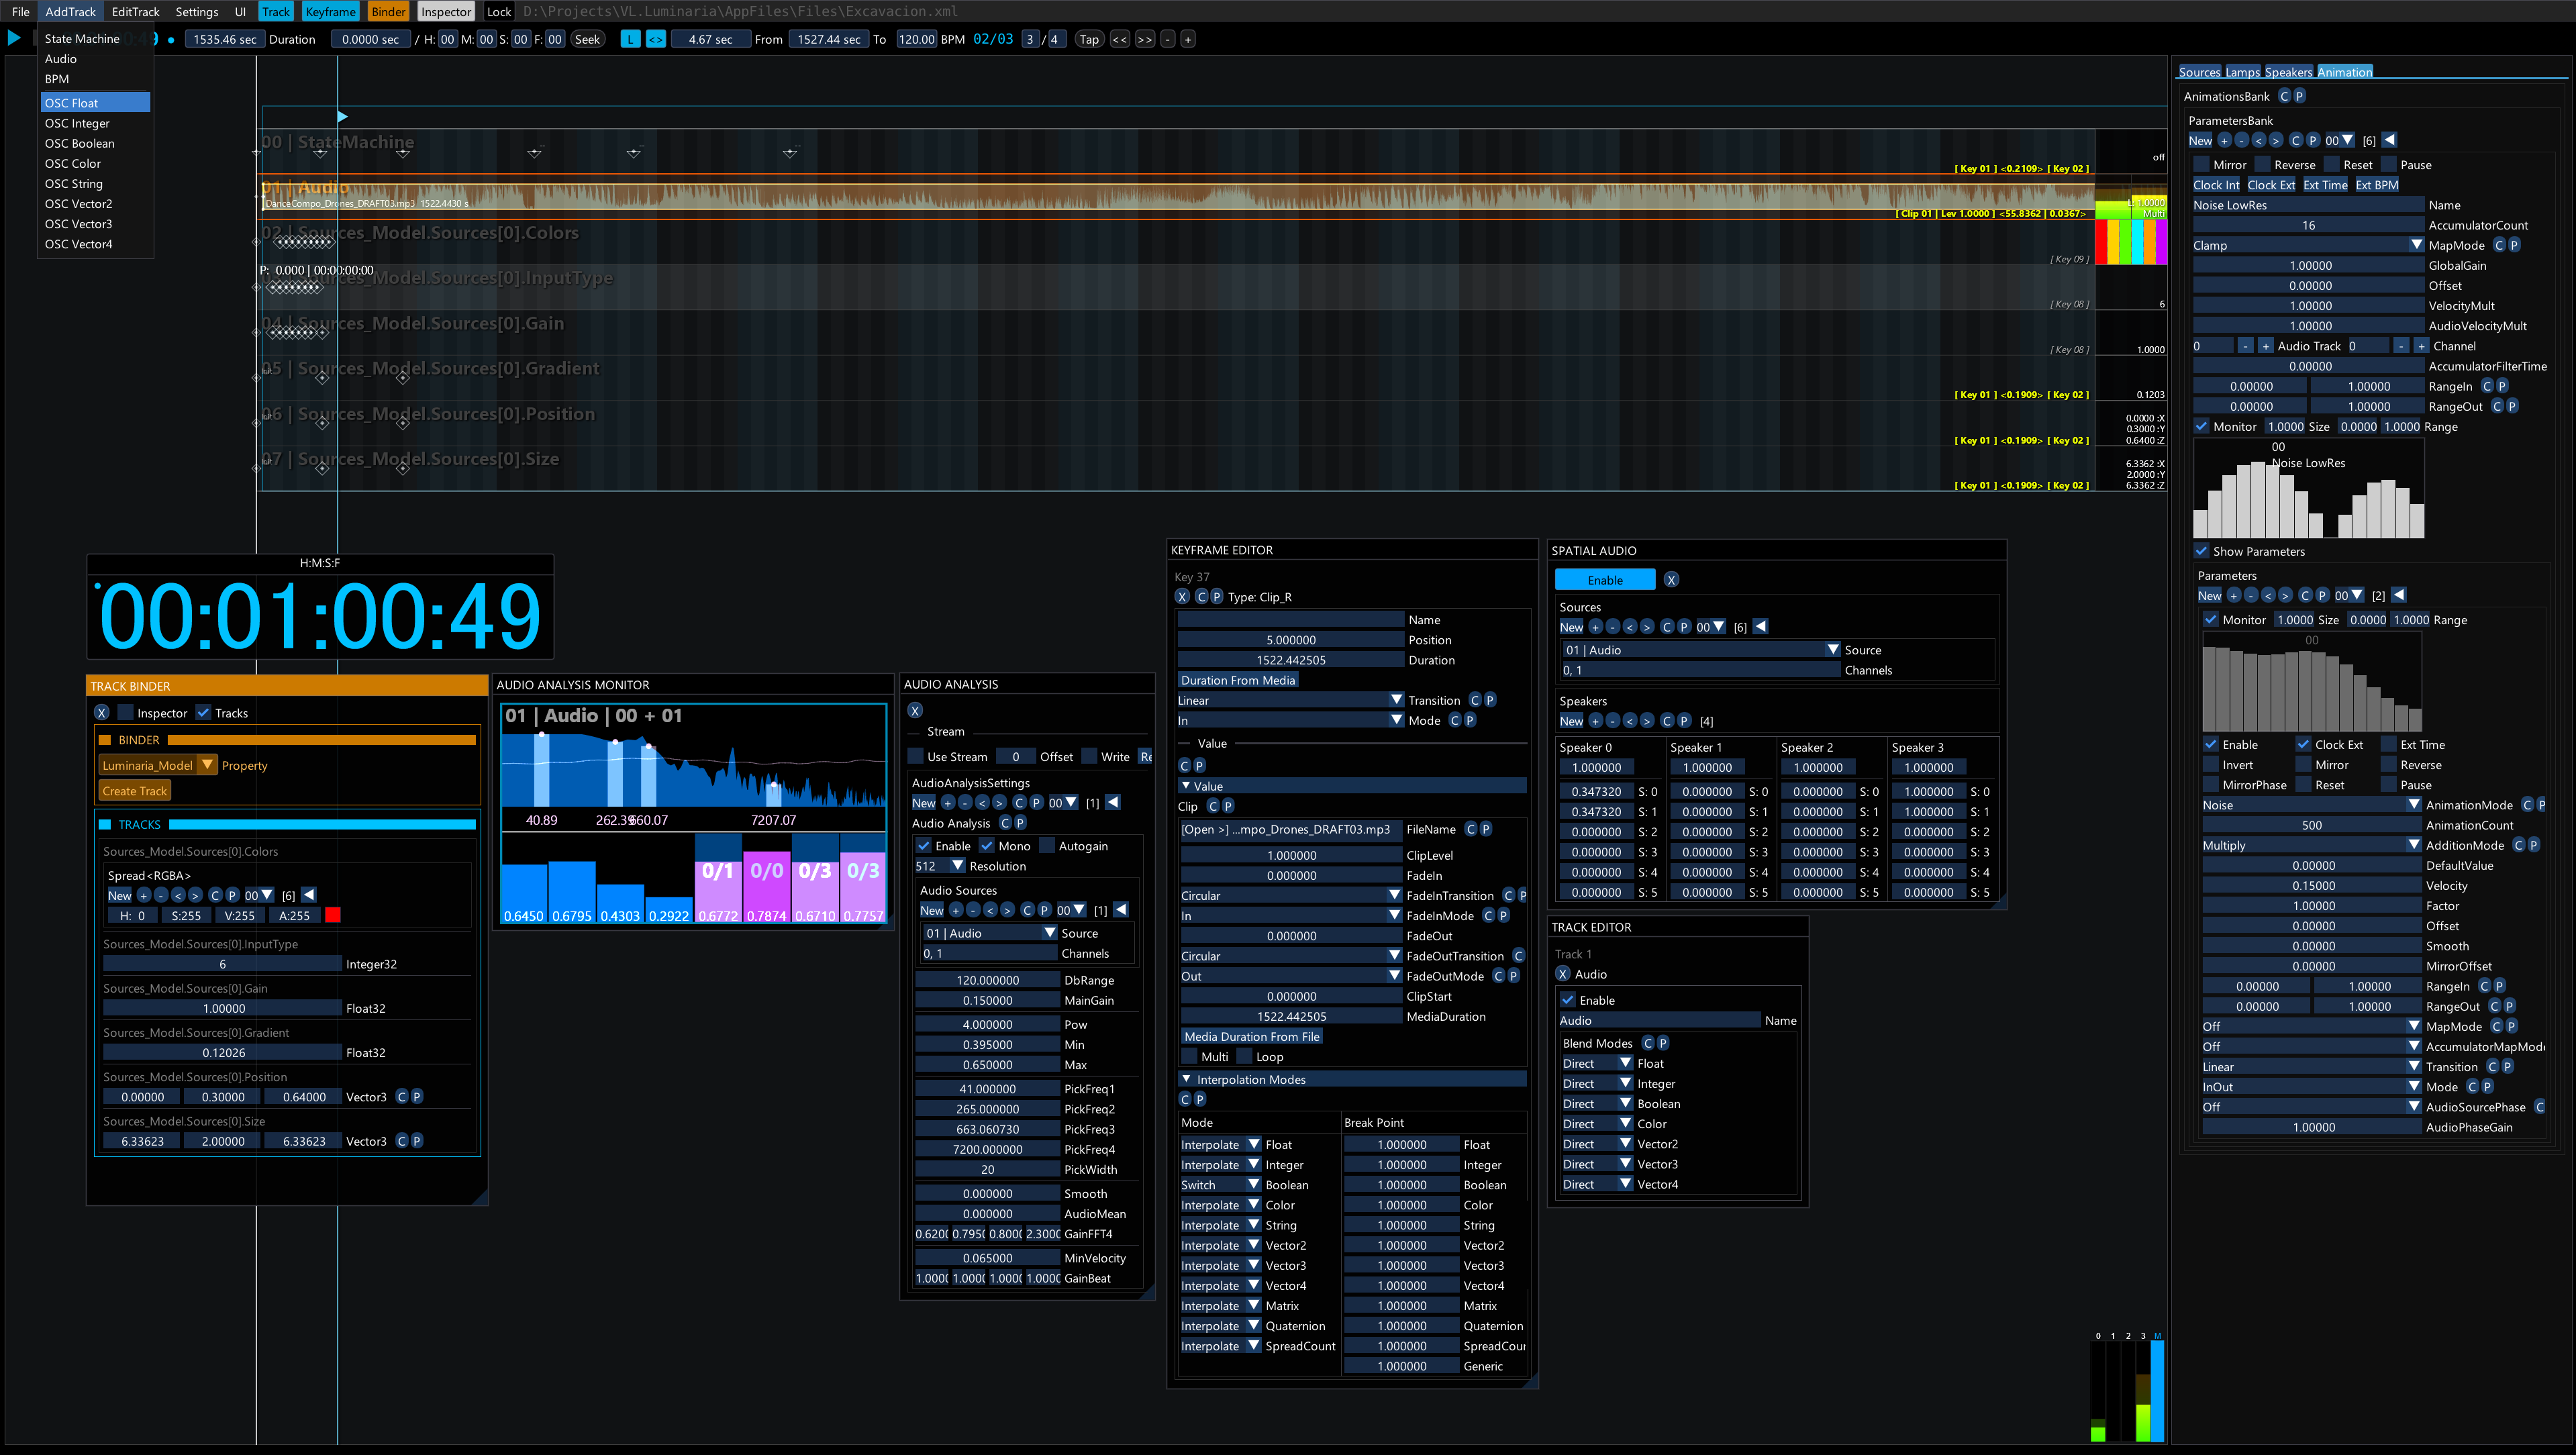 File AddTrack EditTrack Settings UI Track Keyframe Binder Inspector Lock D:\Projects\VL.Luminaria\AppFiles\Files\Excavacion.xml
1535.46 sec Duration 0.0000 sec / H: 00 M: 00 S: 00 F: 00 Seek L <> 4.67 sec From 1527.44 sec To 120.00 BPM 02/03 3 / 4 Tap << >> - +
State Machine
Audio
BPM
OSC Float
OSC Integer
OSC Boolean
OSC Color
OSC String
OSC Vector2
OSC Vector3
OSC Vector4
00 | StateMachine
off
[ Key 01 ] <0.2109> [ Key 02 ]
01 | Audio
DanceCompo_Drones_DRAFT03.mp3 1522.4430 s
[ Clip 01 | Lev 1.0000 ] <55.8362 | 0.0367>
L: 1.0000
Multi
02 | Sources_Model.Sources[0].Colors
[ Key 09 ]
P: 0.000 | 00:00:00:00
03 | Sources_Model.Sources[0].InputType
[ Key 08 ]
6
04 | Sources_Model.Sources[0].Gain
[ Key 08 ]
1.0000
05 | Sources_Model.Sources[0].Gradient
[ Key 01 ] <0.1909> [ Key 02 ]
0.1203
06 | Sources_Model.Sources[0].Position
0.0000 :X
0.3000 :Y
0.6400 :Z
[ Key 01 ] <0.1909> [ Key 02 ]
07 | Sources_Model.Sources[0].Size
6.3362 :X
2.0000 :Y
6.3362 :Z
[ Key 01 ] <0.1909> [ Key 02 ]
H:M:S:F
00:01:00:49
TRACK BINDER
X Inspector Tracks
BINDER
Luminaria_Model Property
Create Track
TRACKS
Sources_Model.Sources[0].Colors
Spread<RGBA>
New + - < > C P 00 [6]
H: 0 S:255 V:255 A:255
Sources_Model.Sources[0].InputType
6 Integer32
Sources_Model.Sources[0].Gain
1.00000 Float32
Sources_Model.Sources[0].Gradient
0.12026 Float32
Sources_Model.Sources[0].Position
0.00000 0.30000 0.64000 Vector3 C P
Sources_Model.Sources[0].Size
6.33623 2.00000 6.33623 Vector3 C P
AUDIO ANALYSIS MONITOR
01 | Audio | 00 + 01
40.89 262.39 660.07 7207.07
0/1 0/0 0/3 0/3
0.6450 0.6795 0.4303 0.2922 0.6772 0.7874 0.6710 0.7757
AUDIO ANALYSIS
X
Stream
Use Stream 0 Offset Write Re
AudioAnalysisSettings
New + - < > C P 00 [1]
Audio Analysis C P
Enable Mono Autogain
512 Resolution
Audio Sources
New + - < > C P 00 [1]
01 | Audio Source
0, 1 Channels
120.000000 DbRange
0.150000 MainGain
4.000000 Pow
0.395000 Min
0.650000 Max
41.000000 PickFreq1
265.000000 PickFreq2
663.060730 PickFreq3
7200.000000 PickFreq4
20 PickWidth
0.000000 Smooth
0.000000 AudioMean
0.620( 0.795( 0.800( 2.300( GainFFT4
0.065000 MinVelocity
1.000( 1.000( 1.000( 1.000( GainBeat
KEYFRAME EDITOR
Key 37
X C P Type: Clip_R
Name
5.000000 Position
1522.442505 Duration
Duration From Media
Linear Transition C P
In Mode C P
Value
C P
Value
Clip C P
[Open >] ...mpo_Drones_DRAFT03.mp3 FileName C P
1.000000 ClipLevel
0.000000 FadeIn
Circular FadeInTransition C P
In FadeInMode C P
0.000000 FadeOut
Circular FadeOutTransition C
Out FadeOutMode C P
0.000000 ClipStart
1522.442505 MediaDuration
Media Duration From File
Multi Loop
Interpolation Modes
C P
Mode Break Point
Interpolate Float 1.000000 Float
Interpolate Integer 1.000000 Integer
Switch Boolean 1.000000 Boolean
Interpolate Color 1.000000 Color
Interpolate String 1.000000 String
Interpolate Vector2 1.000000 Vector2
Interpolate Vector3 1.000000 Vector3
Interpolate Vector4 1.000000 Vector4
Interpolate Matrix 1.000000 Matrix
Interpolate Quaternion 1.000000 Quaternion
Interpolate SpreadCount 1.000000 SpreadCour
1.000000 Generic
SPATIAL AUDIO
Enable X
Sources
New + - < > C P 00 [6]
01 | Audio Source
0, 1 Channels
Speakers
New + - < > C P [4]
Speaker 0 Speaker 1 Speaker 2 Speaker 3
1.000000 1.000000 1.000000 1.000000
0.347320 S: 0 0.000000 S: 0 0.000000 S: 0 1.000000 S: 0
0.347320 S: 1 0.000000 S: 1 0.000000 S: 1 1.000000 S: 1
0.000000 S: 2 0.000000 S: 2 0.000000 S: 2 0.000000 S: 2
0.000000 S: 3 0.000000 S: 3 0.000000 S: 3 0.000000 S: 3
0.000000 S: 4 0.000000 S: 4 0.000000 S: 4 0.000000 S: 4
0.000000 S: 5 0.000000 S: 5 0.000000 S: 5 0.000000 S: 5
TRACK EDITOR
Track 1
X Audio
Enable
Audio Name
Blend Modes C P
Direct Float
Direct Integer
Direct Boolean
Direct Color
Direct Vector2
Direct Vector3
Direct Vector4
0 1 2 3 M
Sources Lamps Speakers Animation
AnimationsBank C P
ParametersBank
New + - < > C P 00 [6]
Mirror Reverse Reset Pause
Clock Int Clock Ext Ext Time Ext BPM
Noise LowRes Name
16 AccumulatorCount
Clamp MapMode C P
1.00000 GlobalGain
0.00000 Offset
1.00000 VelocityMult
1.00000 AudioVelocityMult
0 - + Audio Track 0 - + Channel
0.00000 AccumulatorFilterTime
0.00000 1.00000 RangeIn C P
0.00000 1.00000 RangeOut C P
Monitor 1.0000 Size 0.0000 1.0000 Range
00
Noise LowRes
Show Parameters
Parameters
New + - < > C P 00 [2]
Monitor 1.0000 Size 0.0000 1.0000 Range
00
Enable Clock Ext Ext Time
Invert Mirror Reverse
MirrorPhase Reset Pause
Noise AnimationMode C P
500 AnimationCount
Multiply AdditionMode C P
0.00000 DefaultValue
0.15000 Velocity
1.00000 Factor
0.00000 Offset
0.00000 Smooth
0.00000 MirrorOffset
0.00000 1.00000 RangeIn C P
0.00000 1.00000 RangeOut C P
Off MapMode C P
Off AccumulatorMapMode
Linear Transition C P
InOut Mode C P
Off AudioSourcePhase C
1.00000 AudioPhaseGain